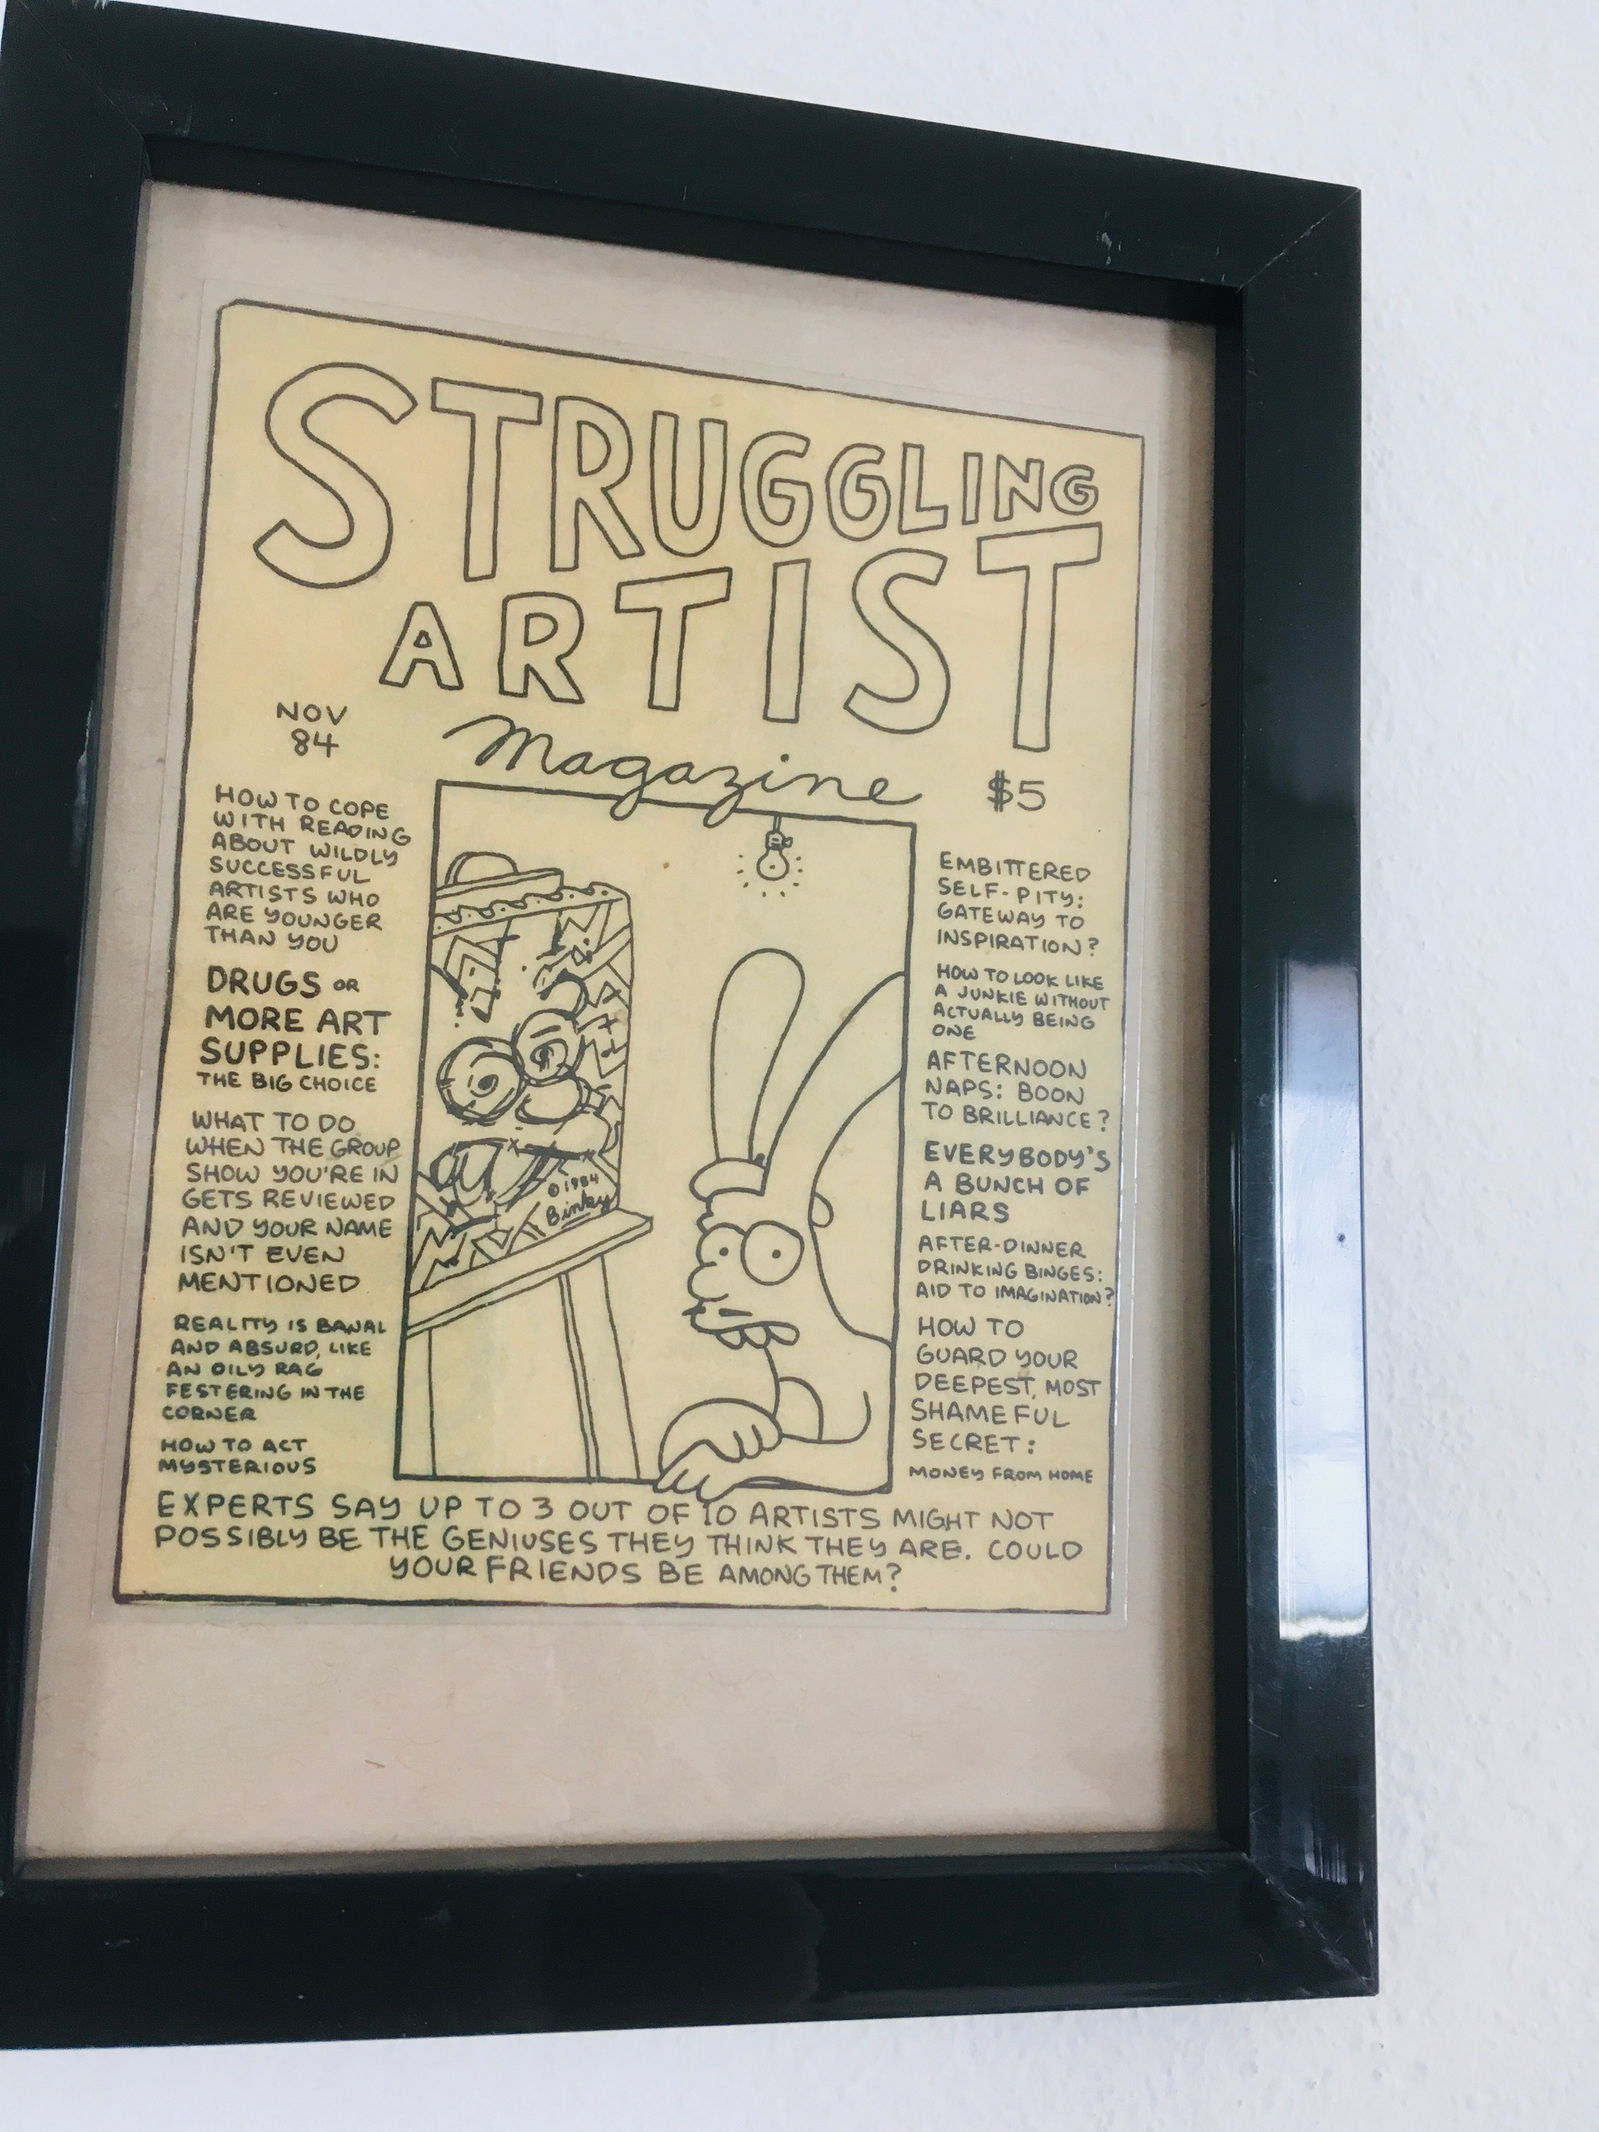 STRUGGLING
ARTIST
Magazine
NOV
84
$5
HOW TO COPE
WITH READING
ABOUT WILDLY
SUCCESSFUL
ARTISTS WHO
ARE YOUNGER
THAN YOU
DRUGS OR
MORE ART
SUPPLIES:
THE BIG CHOICE
WHAT TO DO
WHEN THE GROUP
SHOW YOU'RE IN
GETS REVIEWED
AND YOUR NAME
ISN'T EVEN
MENTIONED
REALITY IS BANAL
AND ABSURD, LIKE
AN OILY RAG
FESTERING IN THE
CORNER
HOW TO ACT
MYSTERIOUS
© 1984
Binky
EMBITTERED
SELF-PITY:
GATEWAY TO
INSPIRATION?
HOW TO LOOK LIKE
A JUNKIE WITHOUT
ACTUALLY BEING
ONE
AFTERNOON
NAPS: BOON
TO BRILLIANCE?
EVERYBODY'S
A BUNCH OF
LIARS
AFTER-DINNER
DRINKING BINGES:
AID TO IMAGINATION?
HOW TO
GUARD YOUR
DEEPEST, MOST
SHAMEFUL
SECRET:
MONEY FROM HOME
EXPERTS SAY UP TO 3 OUT OF 10 ARTISTS MIGHT NOT
POSSIBLY BE THE GENIUSES THEY THINK THEY ARE. COULD
YOUR FRIENDS BE AMONG THEM?